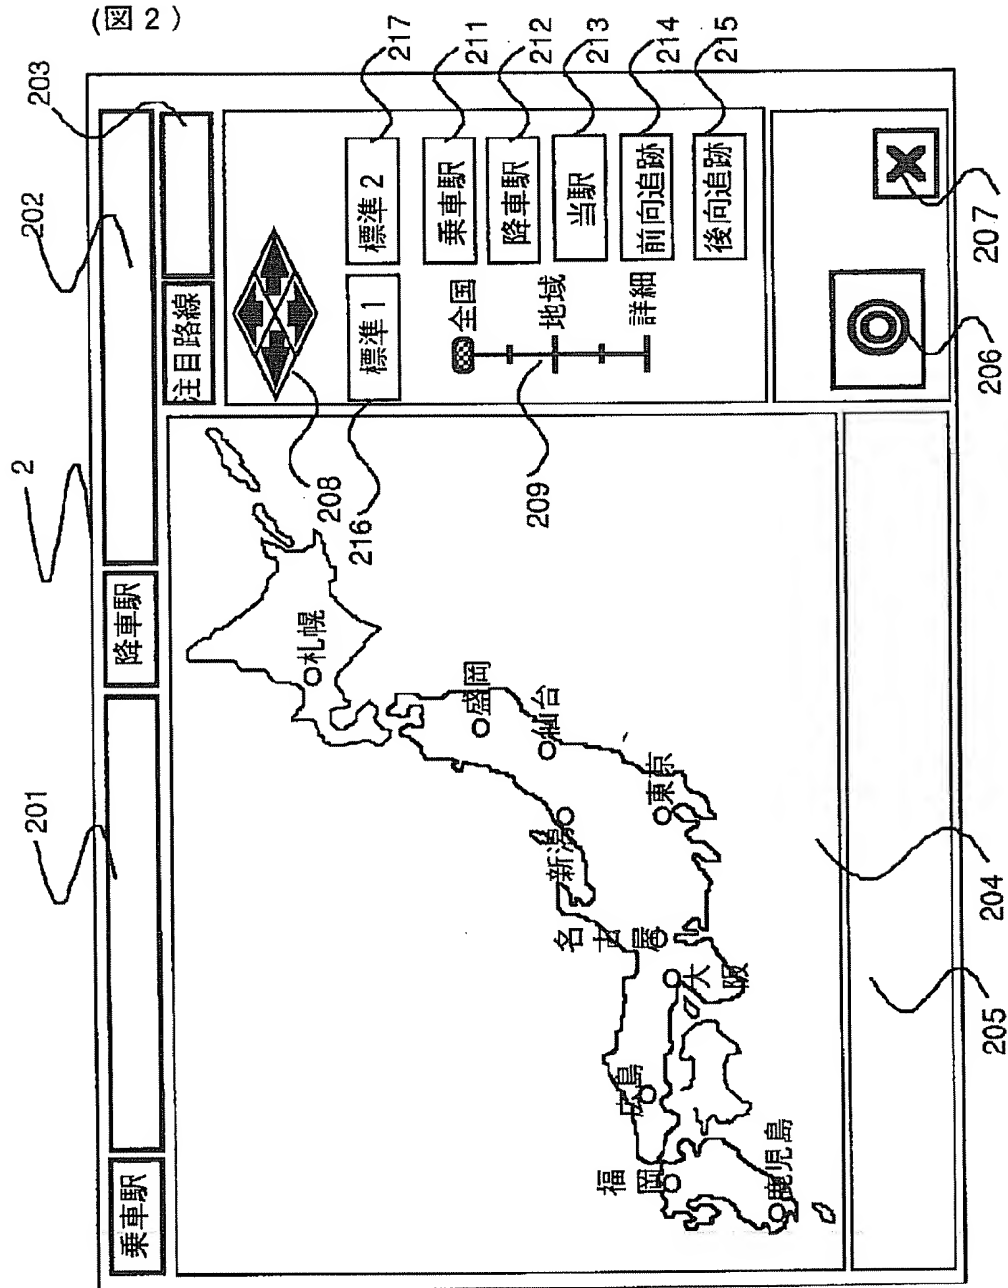 (図２)
2
201
202
203
乗車駅
降車駅
注目路線
208
216
標準１
標準２
217
乗車駅
211
降車駅
212
当駅
213
前向追跡
214
後向追跡
215
全国
地域
詳細
209
札幌
盛岡
仙台
新潟
東京
名古屋
大阪
広島
福岡
鹿児島
204
205
206
207